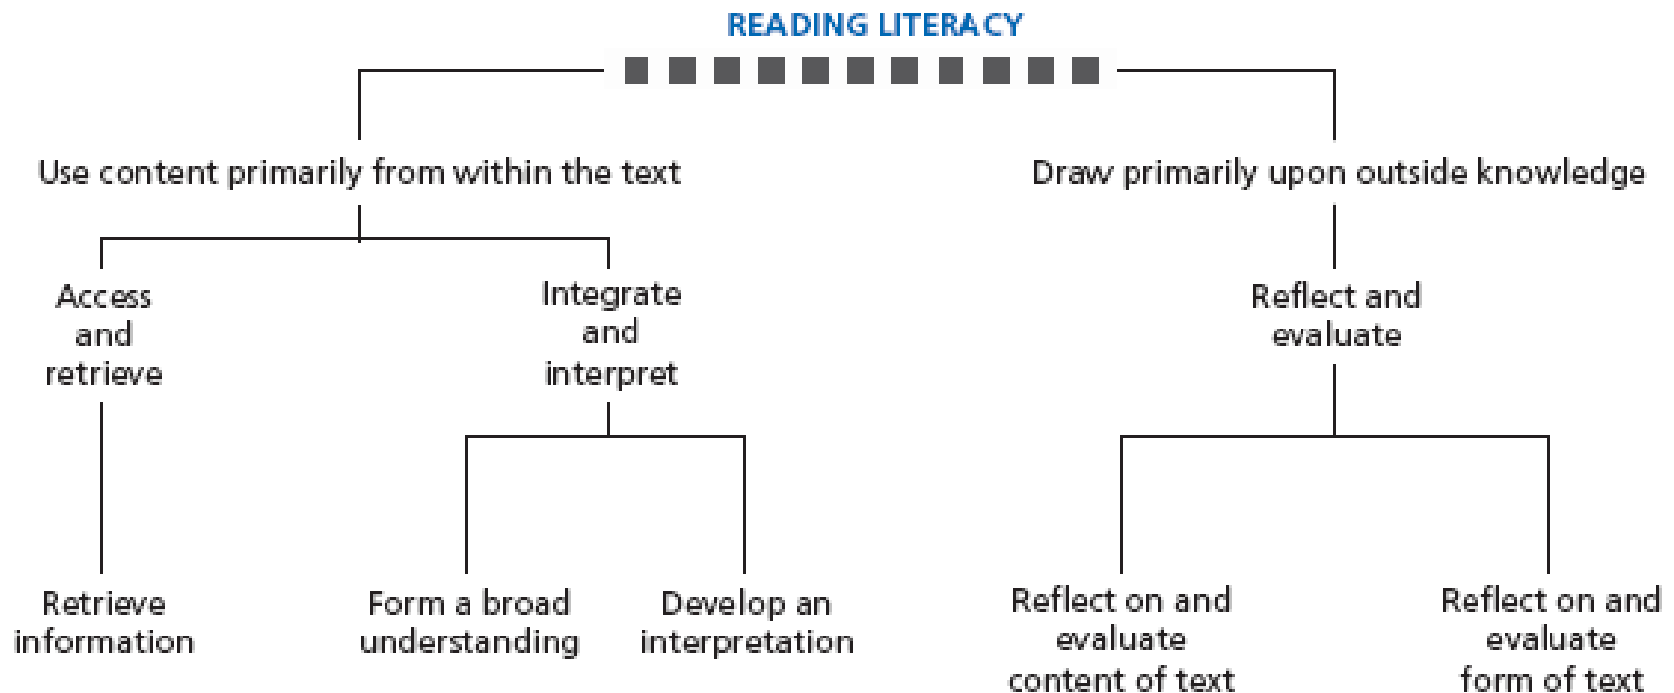 READING LITERACY
Use content primarily from within the text
Draw primarily upon outside knowledge
Access
and
retrieve
Integrate
and
interpret
Reflect and
evaluate
Retrieve
information
Form a broad
understanding
Develop an
interpretation
Reflect on and
evaluate
content of text
Reflect on and
evaluate
form of text